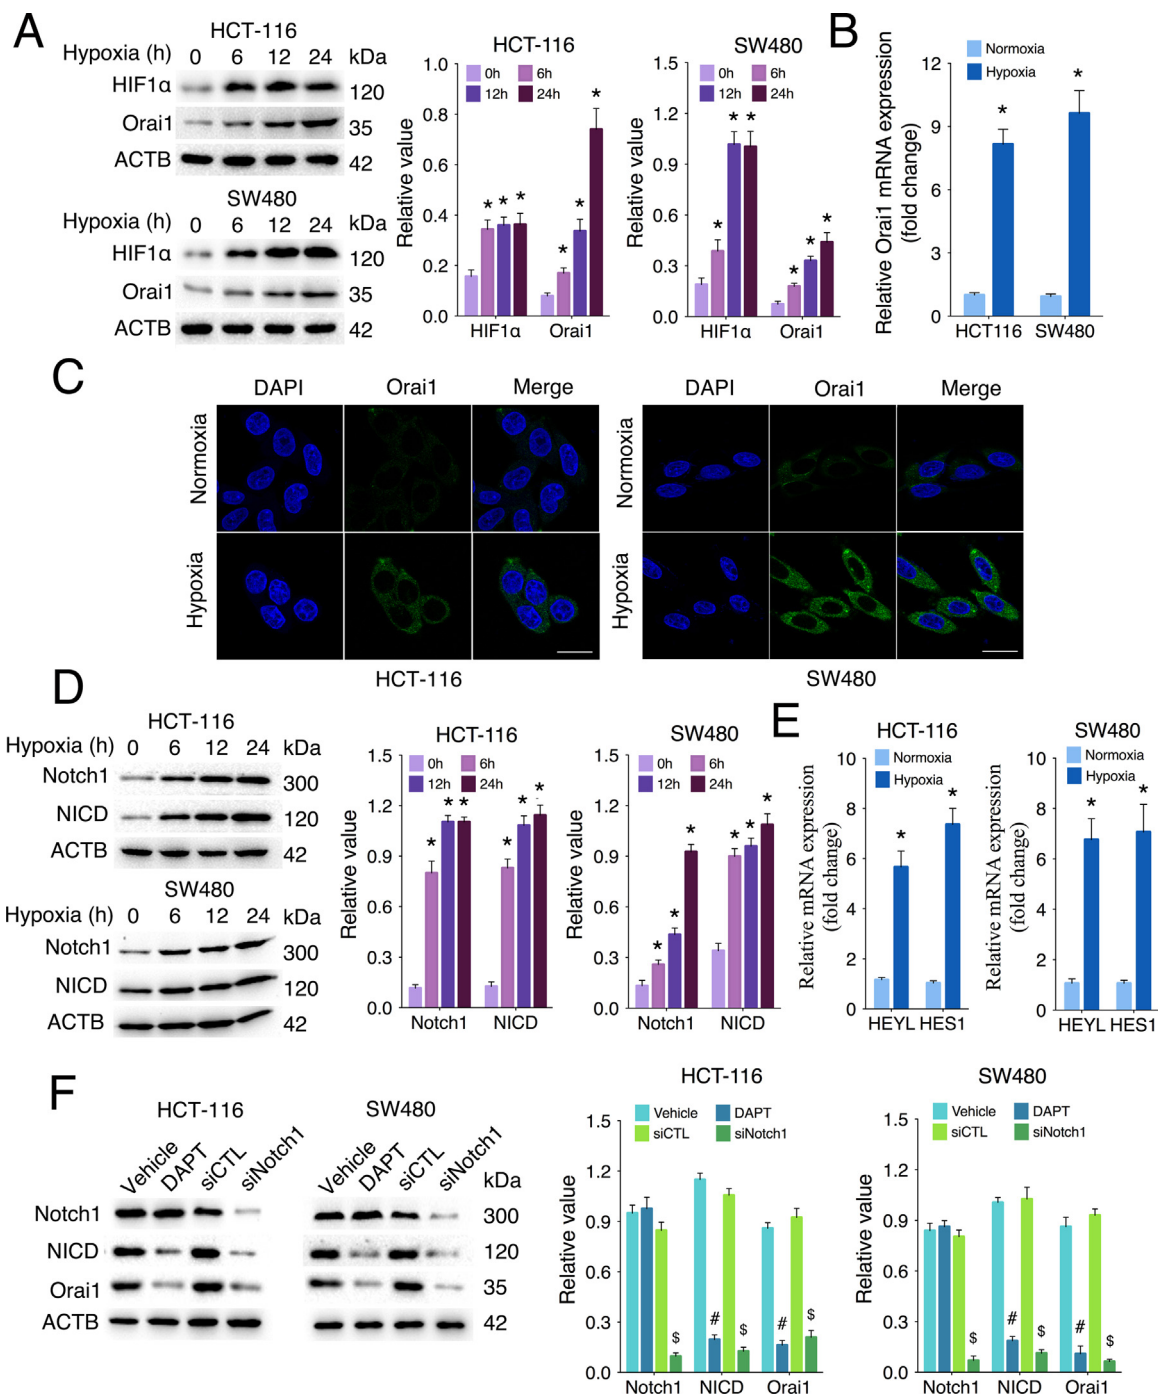 A
HCT-116
Hypoxia (h) 0 6 12 24 kDa
HIF1α 120
Orai1 35
ACTB 42
SW480
Hypoxia (h) 0 6 12 24 kDa
HIF1α 120
Orai1 35
ACTB 42
HCT-116
Relative value
1.0
0.8
0.6
0.4
0.2
0.0
0h 6h
12h 24h
* * * * * *
HIF1α Orai1
SW480
Relative value
1.5
1.2
0.9
0.6
0.3
0.0
0h 6h
12h 24h
* * * * * *
HIF1α Orai1
B
Relative Orai1 mRNA expression
(fold change)
12
9
6
3
0
Normoxia
Hypoxia
* *
HCT116 SW480
C
DAPI Orai1 Merge
Normoxia
Hypoxia
HCT-116
DAPI Orai1 Merge
Normoxia
Hypoxia
SW480
D
HCT-116
Hypoxia (h) 0 6 12 24 kDa
Notch1 300
NICD 120
ACTB 42
SW480
Hypoxia (h) 0 6 12 24 kDa
Notch1 300
NICD 120
ACTB 42
HCT-116
Relative value
1.5
1.2
0.9
0.6
0.3
0.0
0h 6h
12h 24h
* * * * * *
Notch1 NICD
SW480
Relative value
1.5
1.2
0.9
0.6
0.3
0.0
0h 6h
12h 24h
* * * * * *
Notch1 NICD
E
HCT-116
Relative mRNA expression
(fold change)
10
8
6
4
2
0
Normoxia
Hypoxia
* *
HEYL HES1
SW480
Relative mRNA expression
(fold change)
10
8
6
4
2
0
Normoxia
Hypoxia
* *
HEYL HES1
F
HCT-116
Vehicle DAPT siCTL siNotch1
SW480
Vehicle DAPT siCTL siNotch1
kDa
Notch1 300
NICD 120
Orai1 35
ACTB 42
HCT-116
Relative value
1.5
1.2
0.9
0.6
0.3
0.0
Vehicle DAPT
siCTL siNotch1
$ # $ # $
Notch1 NICD Orai1
SW480
Relative value
1.5
1.2
0.9
0.6
0.3
0.0
Vehicle DAPT
siCTL siNotch1
$ # $ # $
Notch1 NICD Orai1